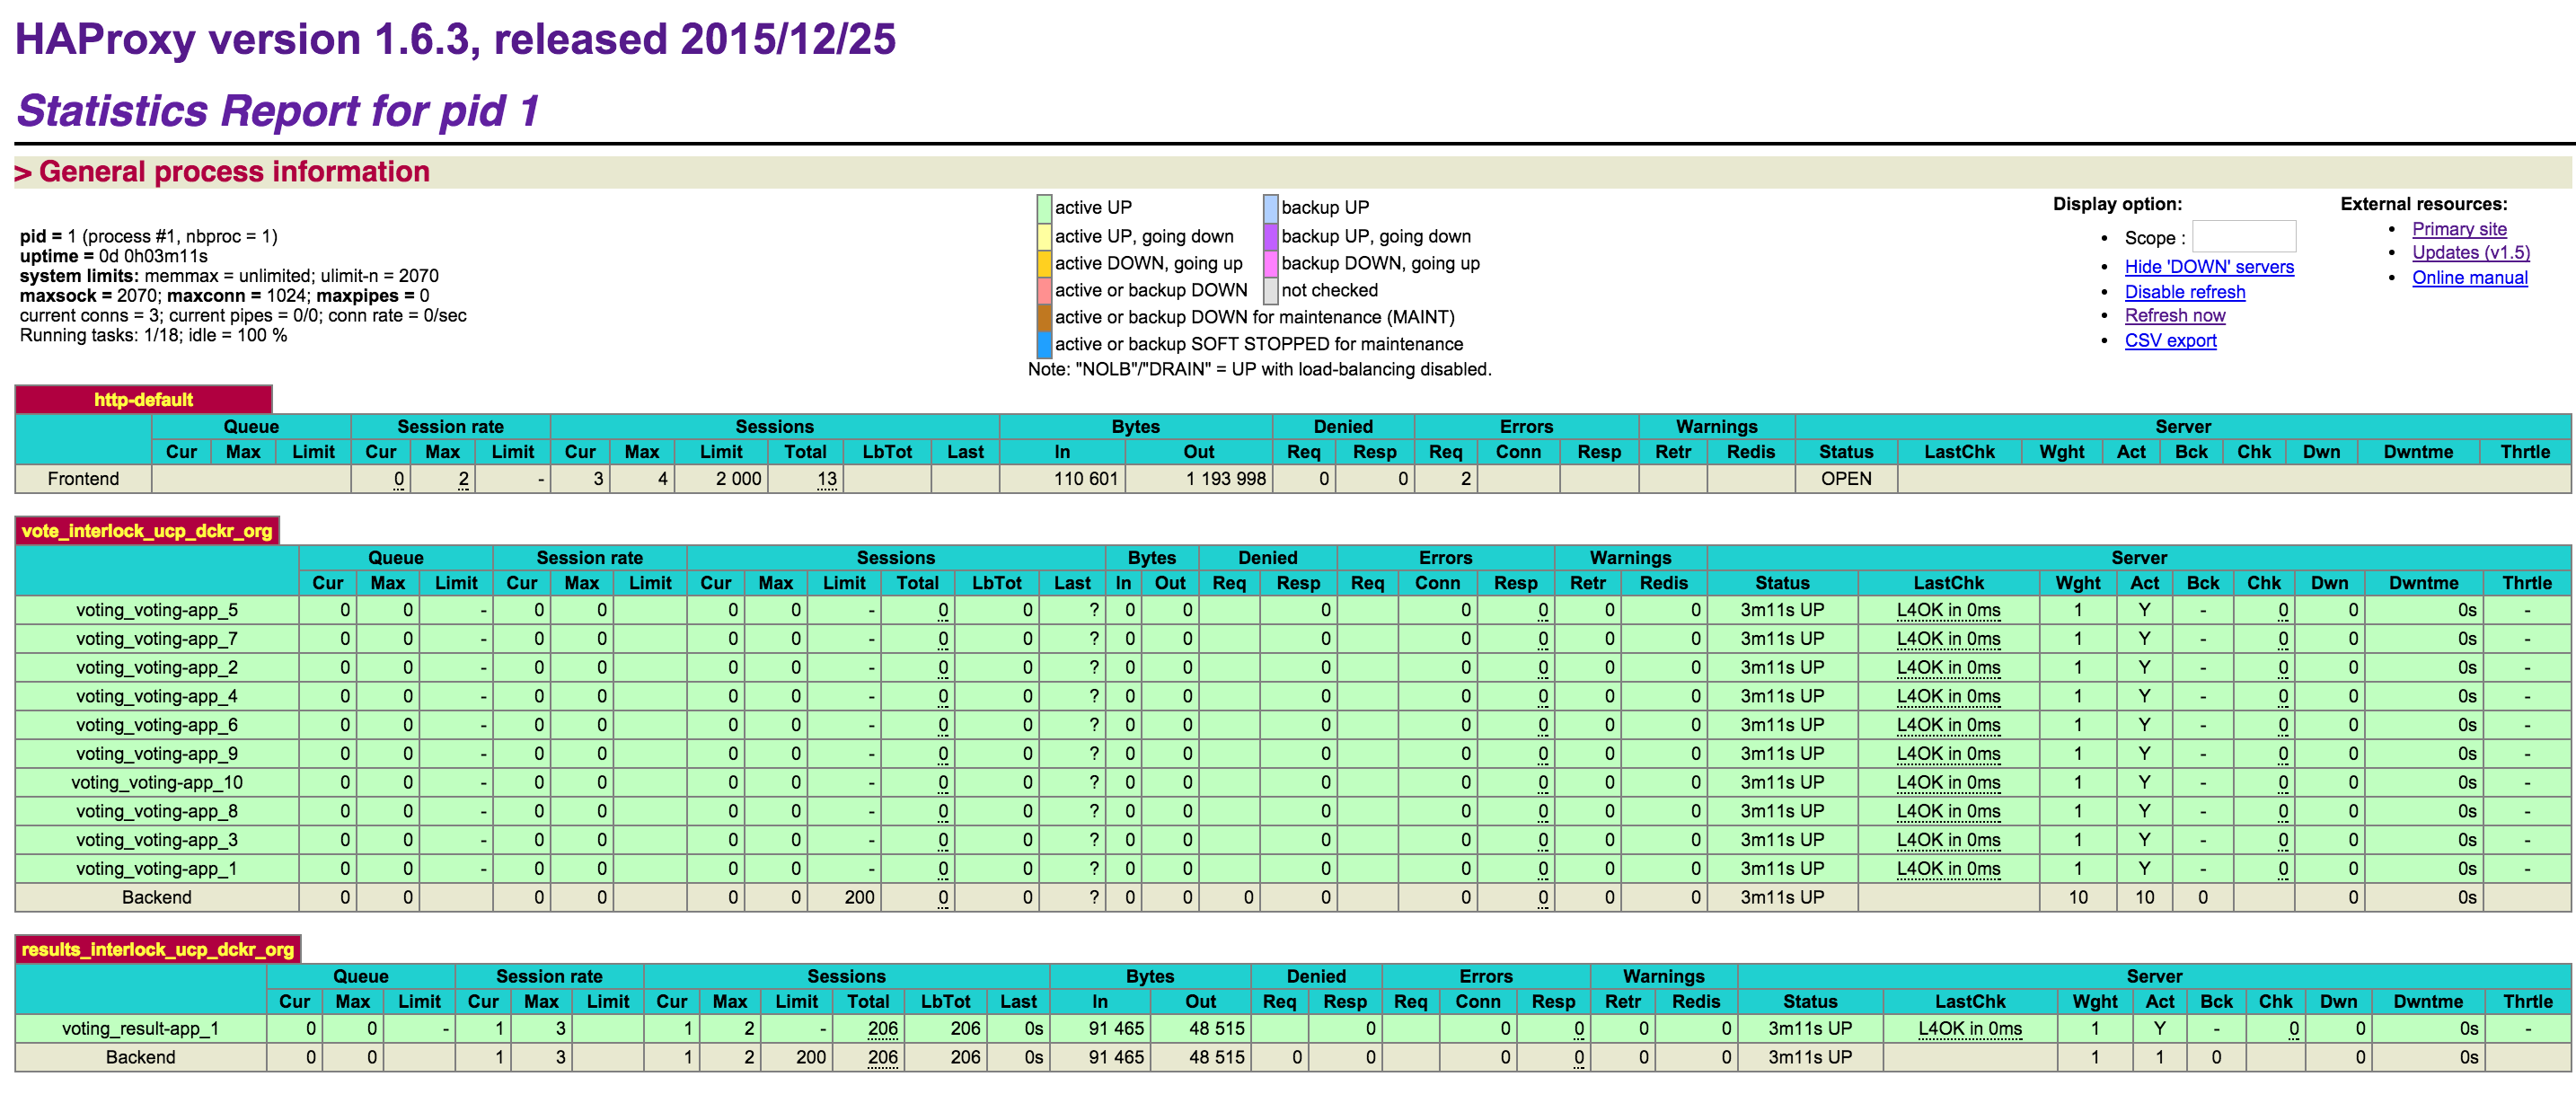 HAProxy version 1.6.3, released 2015/12/25
Statistics Report for pid 1
> General process information
pid = 1 (process #1, nbproc = 1)
uptime = 0d 0h03m11s
system limits: memmax = unlimited; ulimit-n = 2070
maxsock = 2070; maxconn = 1024; maxpipes = 0
current conns = 3; current pipes = 0/0; conn rate = 0/sec
Running tasks: 1/18; idle = 100 %
active UP backup UP
active UP, going down backup UP, going down
active DOWN, going up backup DOWN, going up
active or backup DOWN not checked
active or backup DOWN for maintenance (MAINT)
active or backup SOFT STOPPED for maintenance
Note: "NOLB"/"DRAIN" = UP with load-balancing disabled.
Display option:
• Scope :
• Hide 'DOWN' servers
• Disable refresh
• Refresh now
• CSV export
External resources:
• Primary site
• Updates (v1.5)
• Online manual
http-default
Queue Session rate Sessions Bytes Denied Errors Warnings Server
Cur Max Limit Cur Max Limit Cur Max Limit Total LbTot Last In Out Req Resp Req Conn Resp Retr Redis Status LastChk Wght Act Bck Chk Dwn Dwntme Thrtle
Frontend 0 2 - 3 4 2 000 13 110 601 1 193 998 0 0 2 OPEN
vote_interlock_ucp_dckr_org
Queue Session rate Sessions Bytes Denied Errors Warnings Server
Cur Max Limit Cur Max Limit Cur Max Limit Total LbTot Last In Out Req Resp Req Conn Resp Retr Redis Status LastChk Wght Act Bck Chk Dwn Dwntme Thrtle
voting_voting-app_5 0 0 - 0 0 0 0 - 0 0 ? 0 0 0 0 0 0 0 3m11s UP L4OK in 0ms 1 Y - 0 0 0s -
voting_voting-app_7 0 0 - 0 0 0 0 - 0 0 ? 0 0 0 0 0 0 0 3m11s UP L4OK in 0ms 1 Y - 0 0 0s -
voting_voting-app_2 0 0 - 0 0 0 0 - 0 0 ? 0 0 0 0 0 0 0 3m11s UP L4OK in 0ms 1 Y - 0 0 0s -
voting_voting-app_4 0 0 - 0 0 0 0 - 0 0 ? 0 0 0 0 0 0 0 3m11s UP L4OK in 0ms 1 Y - 0 0 0s -
voting_voting-app_6 0 0 - 0 0 0 0 - 0 0 ? 0 0 0 0 0 0 0 3m11s UP L4OK in 0ms 1 Y - 0 0 0s -
voting_voting-app_9 0 0 - 0 0 0 0 - 0 0 ? 0 0 0 0 0 0 0 3m11s UP L4OK in 0ms 1 Y - 0 0 0s -
voting_voting-app_10 0 0 - 0 0 0 0 - 0 0 ? 0 0 0 0 0 0 0 3m11s UP L4OK in 0ms 1 Y - 0 0 0s -
voting_voting-app_8 0 0 - 0 0 0 0 - 0 0 ? 0 0 0 0 0 0 0 3m11s UP L4OK in 0ms 1 Y - 0 0 0s -
voting_voting-app_3 0 0 - 0 0 0 0 - 0 0 ? 0 0 0 0 0 0 0 3m11s UP L4OK in 0ms 1 Y - 0 0 0s -
voting_voting-app_1 0 0 - 0 0 0 0 - 0 0 ? 0 0 0 0 0 0 0 3m11s UP L4OK in 0ms 1 Y - 0 0 0s -
Backend 0 0 0 0 0 0 200 0 0 ? 0 0 0 0 0 0 0 0 3m11s UP 10 10 0 0 0s
results_interlock_ucp_dckr_org
Queue Session rate Sessions Bytes Denied Errors Warnings Server
Cur Max Limit Cur Max Limit Cur Max Limit Total LbTot Last In Out Req Resp Req Conn Resp Retr Redis Status LastChk Wght Act Bck Chk Dwn Dwntme Thrtle
voting_result-app_1 0 0 - 1 3 1 2 - 206 206 0s 91 465 48 515 0 0 0 0 0 3m11s UP L4OK in 0ms 1 Y - 0 0 0s -
Backend 0 0 1 3 1 2 200 206 206 0s 91 465 48 515 0 0 0 0 0 0 3m11s UP 1 1 0 0 0s